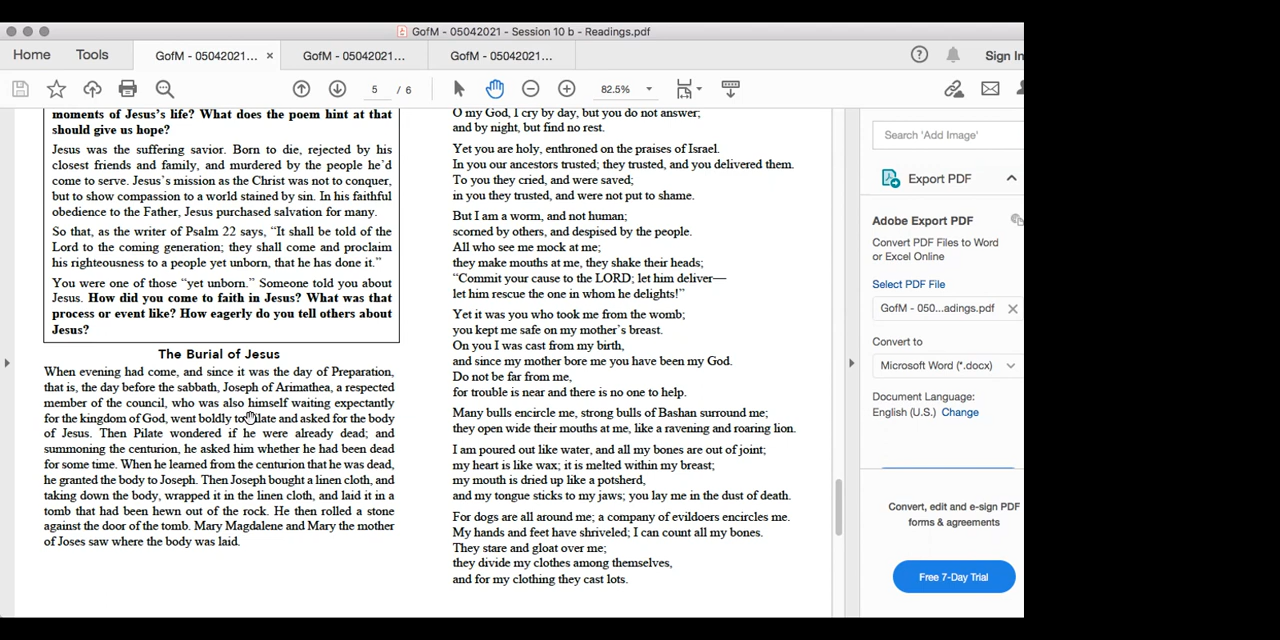 GofM - 05042021 - Session 10 b - Readings.pdf
Home
Tools
GofM - 05042021...
GofM - 05042021...
GofM - 05042021...
Sign In
5 / 6
82.5%
moments of Jesus's life? What does the poem hint at that
should give us hope?
Jesus was the suffering savior. Born to die, rejected by his
closest friends and family, and murdered by the people he'd
come to serve. Jesus's mission as the Christ was not to conquer,
but to show compassion to a world stained by sin. In his faithful
obedience to the Father, Jesus purchased salvation for many.
So that, as the writer of Psalm 22 says, "It shall be told of the
Lord to the coming generation; they shall come and proclaim
his righteousness to a people yet unborn, that he has done it."
You were one of those "yet unborn." Someone told you about
Jesus. How did you come to faith in Jesus? What was that
process or event like? How eagerly do you tell others about
Jesus?
The Burial of Jesus
When evening had come, and since it was the day of Preparation,
that is, the day before the sabbath, Joseph of Arimathea, a respected
member of the council, who was also himself waiting expectantly
for the kingdom of God, went boldly to Pilate and asked for the body
of Jesus. Then Pilate wondered if he were already dead; and
summoning the centurion, he asked him whether he had been dead
for some time. When he learned from the centurion that he was dead,
he granted the body to Joseph. Then Joseph bought a linen cloth, and
taking down the body, wrapped it in the linen cloth, and laid it in a
tomb that had been hewn out of the rock. He then rolled a stone
against the door of the tomb. Mary Magdalene and Mary the mother
of Joses saw where the body was laid.
O my God, I cry by day, but you do not answer;
and by night, but find no rest.
Yet you are holy, enthroned on the praises of Israel.
In you our ancestors trusted; they trusted, and you delivered them.
To you they cried, and were saved;
in you they trusted, and were not put to shame.
But I am a worm, and not human;
scorned by others, and despised by the people.
All who see me mock at me;
they make mouths at me, they shake their heads;
"Commit your cause to the LORD; let him deliver—
let him rescue the one in whom he delights!"
Yet it was you who took me from the womb;
you kept me safe on my mother's breast.
On you I was cast from my birth,
and since my mother bore me you have been my God.
Do not be far from me,
for trouble is near and there is no one to help.
Many bulls encircle me, strong bulls of Bashan surround me;
they open wide their mouths at me, like a ravening and roaring lion.
I am poured out like water, and all my bones are out of joint;
my heart is like wax; it is melted within my breast;
my mouth is dried up like a potsherd,
and my tongue sticks to my jaws; you lay me in the dust of death.
For dogs are all around me; a company of evildoers encircles me.
My hands and feet have shriveled; I can count all my bones.
They stare and gloat over me;
they divide my clothes among themselves,
and for my clothing they cast lots.
Search 'Add Image'
Export PDF
Adobe Export PDF
Convert PDF Files to Word
or Excel Online
Select PDF File
GofM - 050...adings.pdf
Convert to
Microsoft Word (*.docx)
Document Language:
English (U.S.) Change
Convert, edit and e-sign PDF
forms & agreements
Free 7-Day Trial